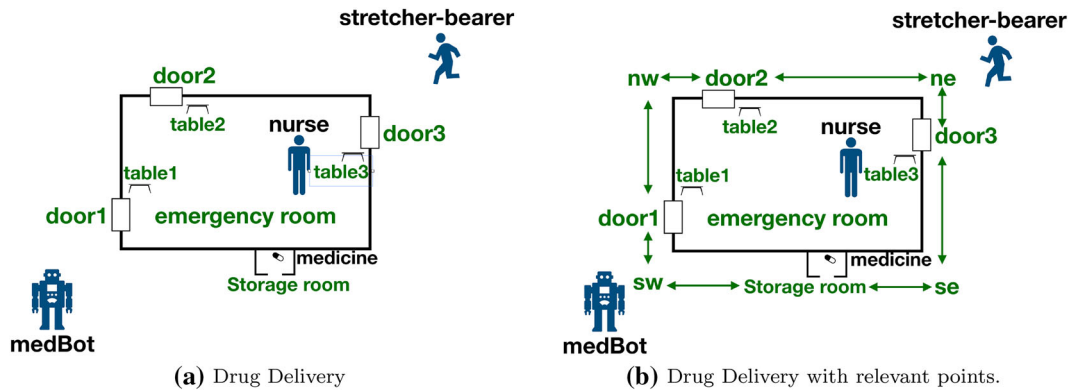 stretcher-bearer
door2
table2
nurse
door3
table3
table1
door1
emergency room
medicine
Storage room
medBot
(a) Drug Delivery
stretcher-bearer
nw
door2
ne
table2
nurse
door3
table3
table1
door1
emergency room
medicine
sw
Storage room
se
medBot
(b) Drug Delivery with relevant points.